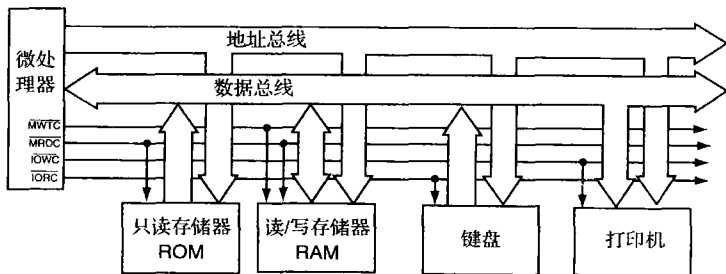 地址总线
微处理器
数据总线
MWTC
MRDC
IOWC
IORC
只读存储器
ROM
读/写存储器
RAM
键盘
打印机